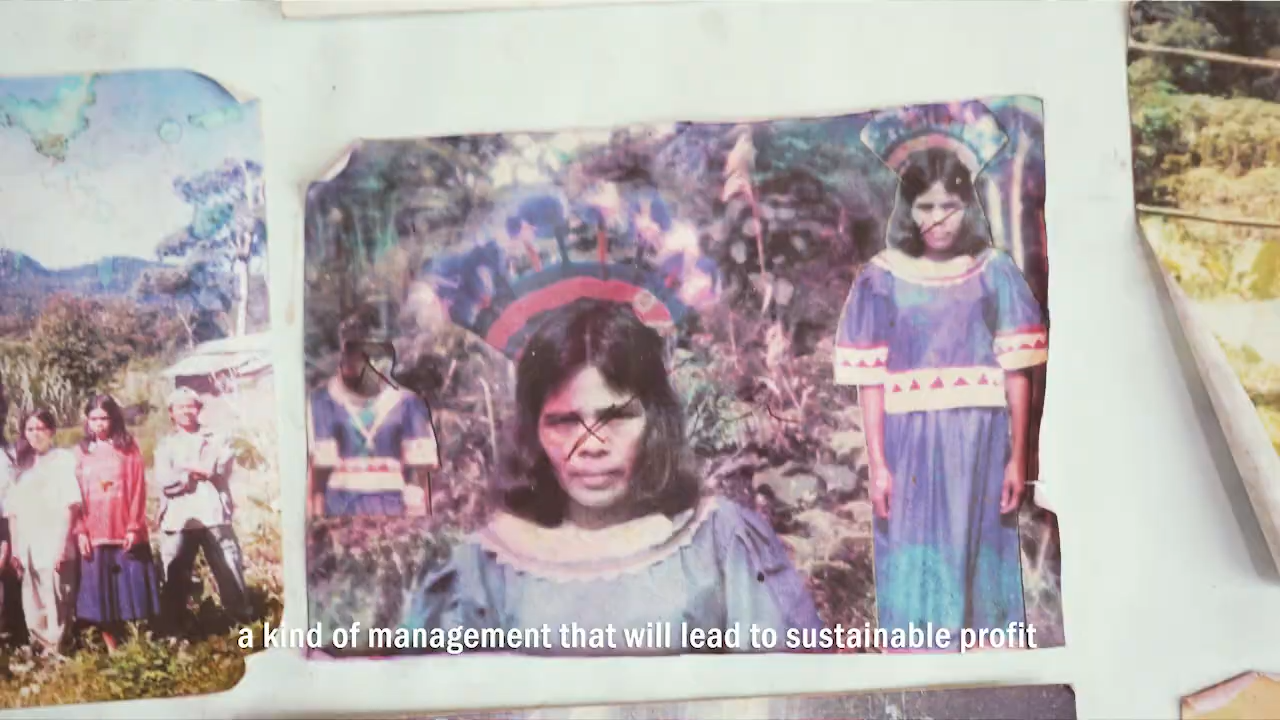 a kind of management that will lead to sustainable profit